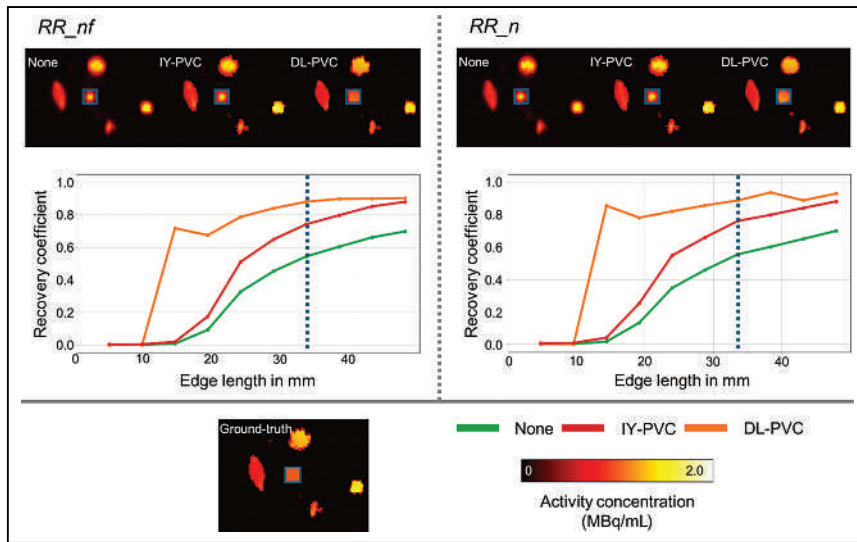 RR_nf
RR_n
None IY-PVC DL-PVC
None IY-PVC DL-PVC
Recovery coefficient
1.0
0.8
0.6
0.4
0.2
0.0
0 10 20 30 40
Edge length in mm
Recovery coefficient
1.0
0.8
0.6
0.4
0.2
0.0
0 10 20 30 40
Edge length in mm
Ground-truth
None IY-PVC DL-PVC
0 2.0
Activity concentration
(MBq/mL)